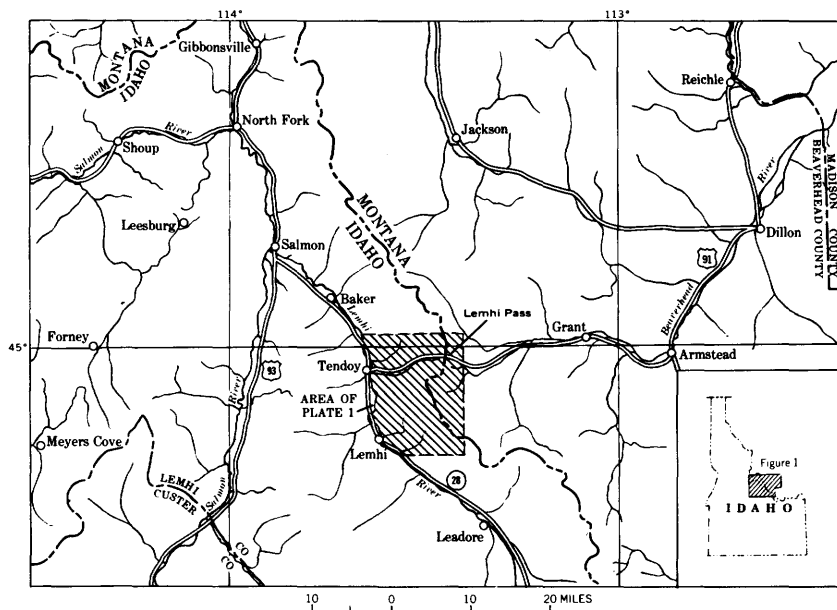 114°
113°
Gibbonsville
MONTANA
IDAHO
Reichle
North Fork
River
Salmon
Shoup
Jackson
River
MADISON COUNTY
BEAVERHEAD COUNTY
Leesburg
MONTANA
IDAHO
Dillon
Salmon
91
Baker
Lemhi
Lemhi Pass
Grant
Beaverhead
Forney
45°
Armstead
Tendoy
93
River
AREA OF
PLATE 1
Meyers Cove
Lemhi
Figure 1
LEMHI
CUSTER
Salmon
28
River
IDAHO
Leadore
CO
CO
10 0 10 20 MILES